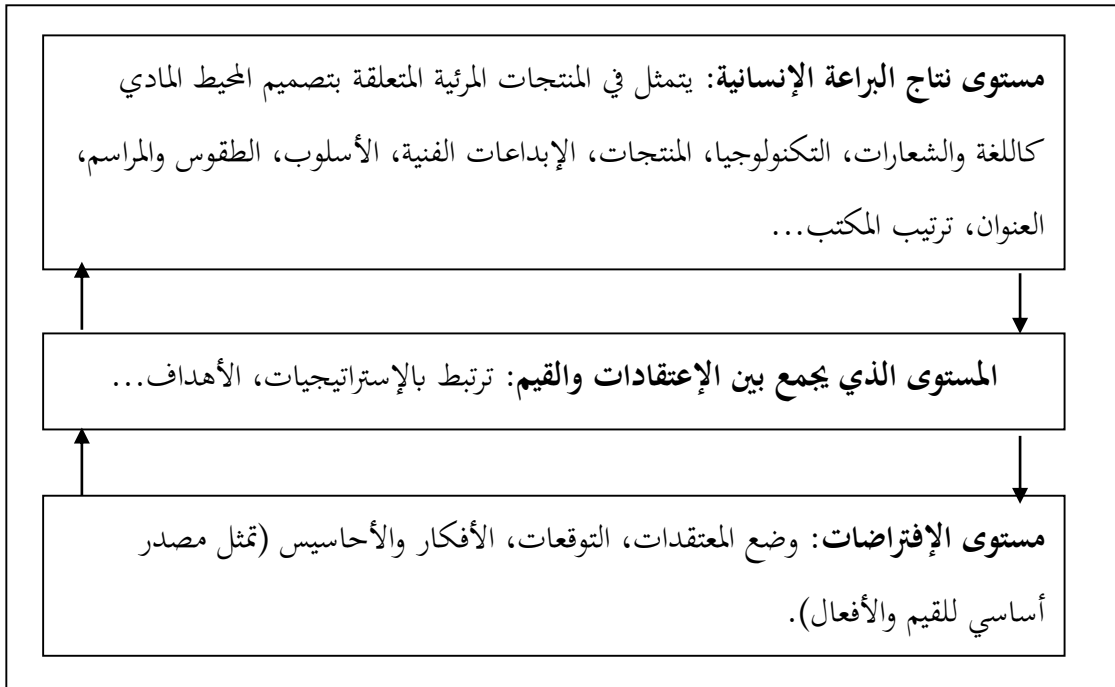 مستوى نتاج البراعة الإنسانية: يتمثل في المنتجات المرئية المتعلقة بتصميم المحيط المادي
كاللغة والشعارات، التكنولوجيا، المنتجات، الإبداعات الفنية، الأسلوب، الطقوس والمراسم،
العنوان، ترتيب المكتب...
المستوى الذي يجمع بين الإعتقادات والقيم: ترتبط بالإستراتيجيات، الأهداف...
مستوى الإفتراضات: وضع المعتقدات، التوقعات، الأفكار والأحاسيس (تمثل مصدر
أساسي للقيم والأفعال).